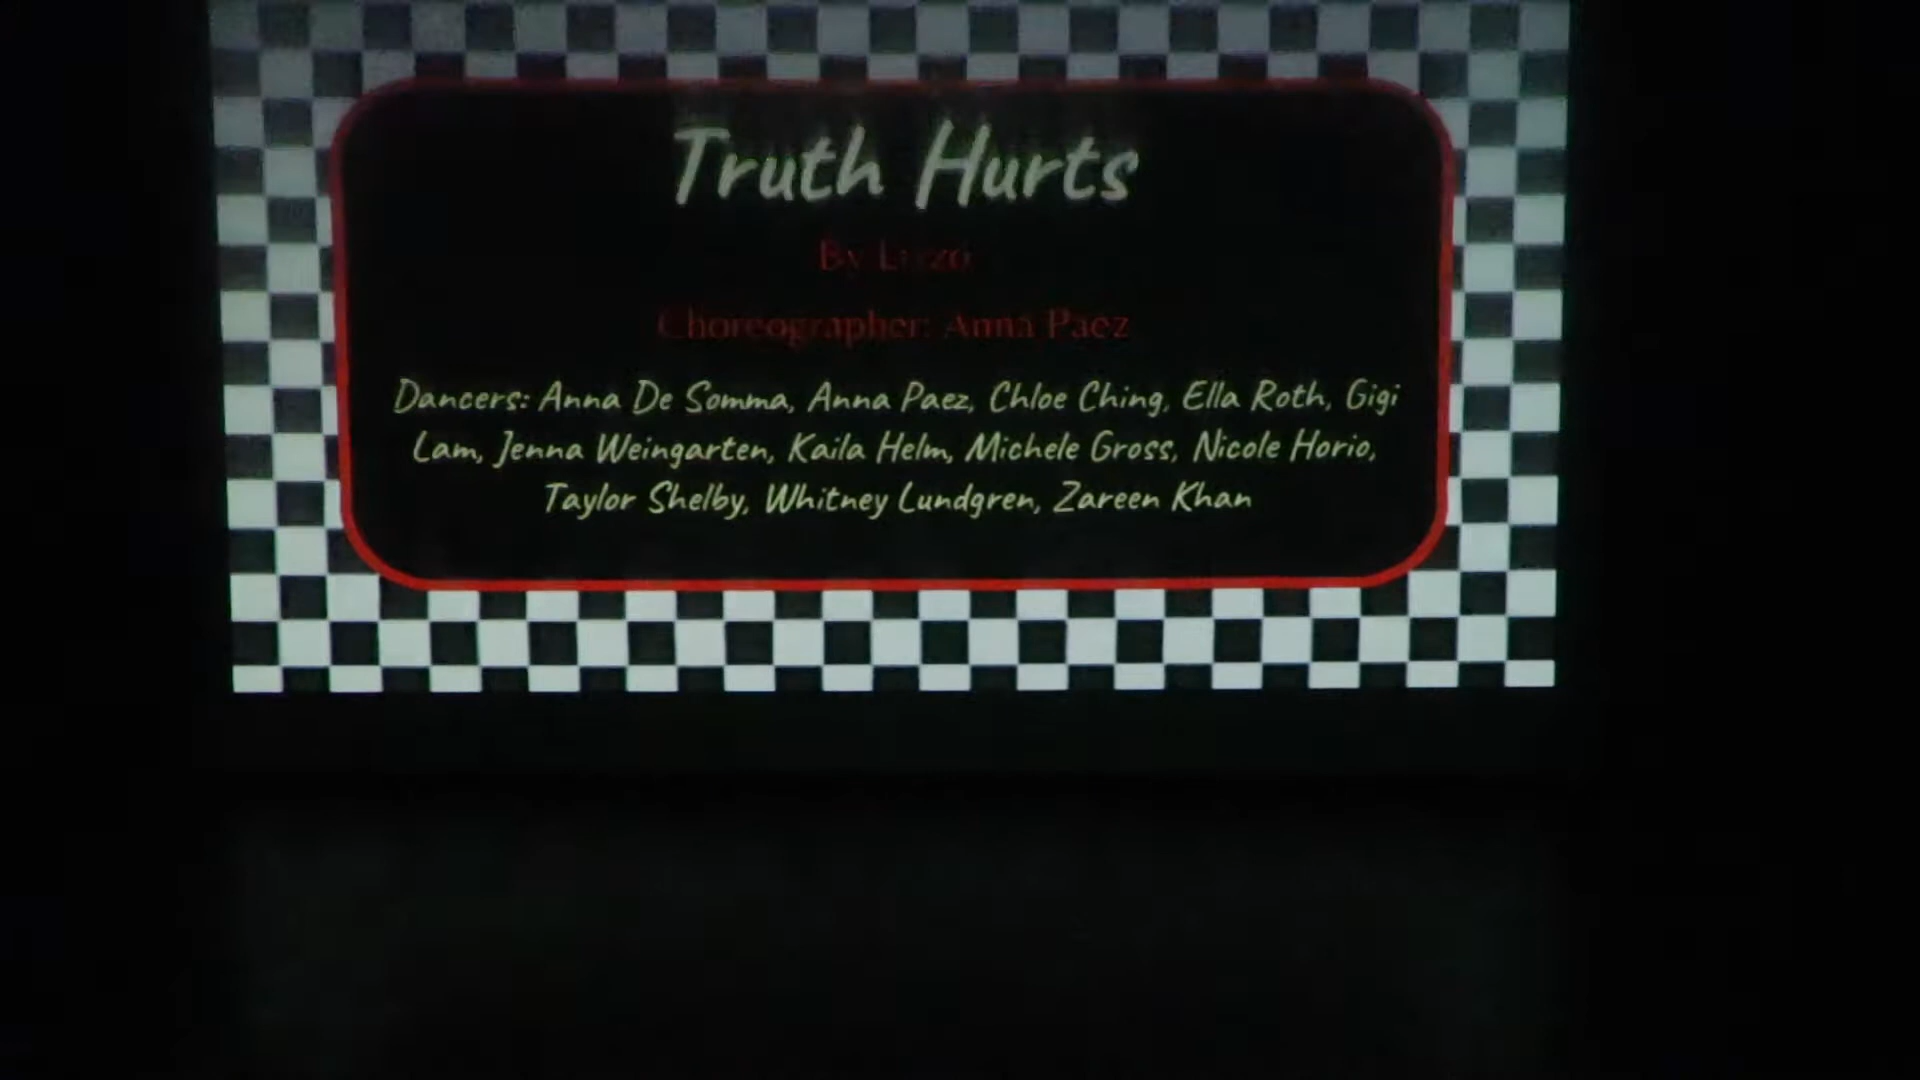 Truth Hurts
By Lizzo
Choreographer: Anna Paez
Dancers: Anna De Somma, Anna Paez, Chloe Ching, Ella Roth, Gigi
Lam, Jenna Weingarten, Kaila Helm, Michele Gross, Nicole Horio,
Taylor Shelby, Whitney Lundgren, Zareen Khan